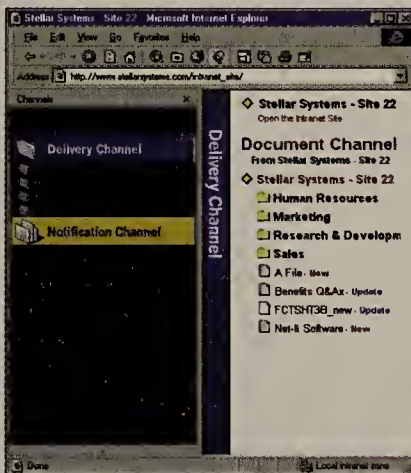 Stellar Systems - Site 22 - Microsoft Internet Explorer
File Edit View Go Favorites Help
Address http://www.stellarsystems.com/intranet_site/
Channels
Delivery Channel
Notification Channel
Delivery Channel
Stellar Systems - Site 22
Open the Intranet Site
Document Channel
From Stellar Systems - Site 22
Stellar Systems - Site 22
Human Resources
Marketing
Research & Developm
Sales
A File - New
Benefits Q&Ax - Update
FCTSHT3B_new - Update
Net-It Software - New
Done
Local intranet zone